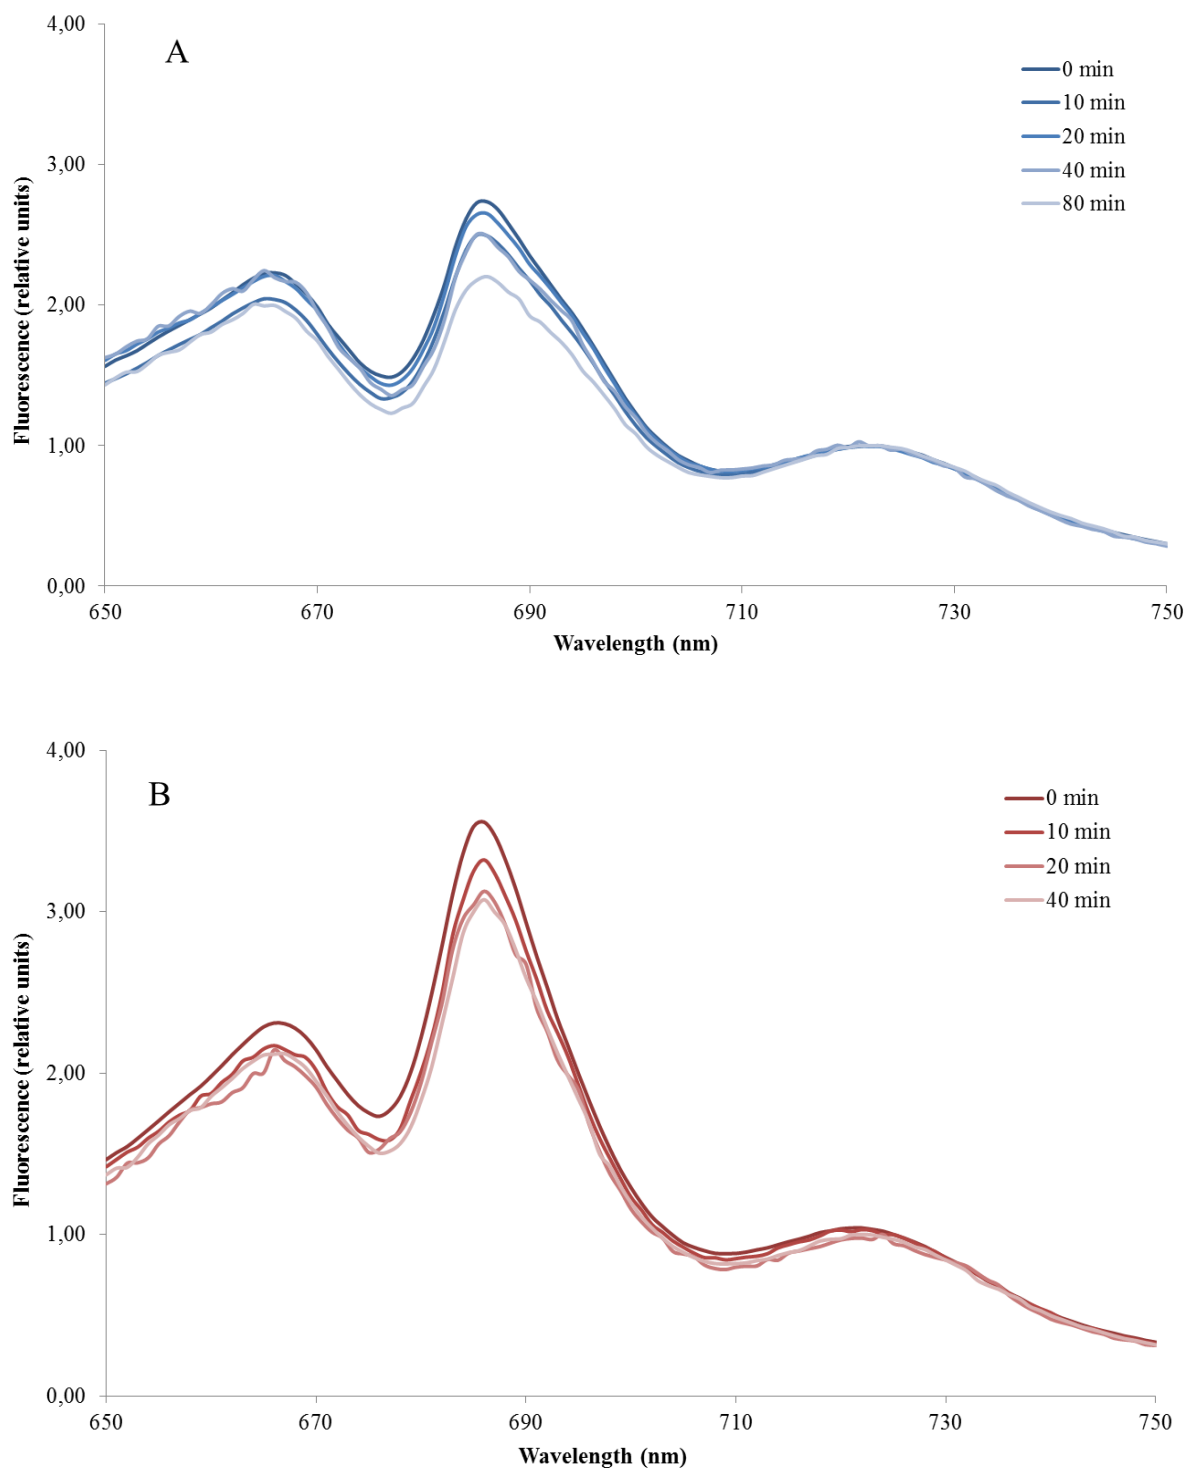 4,00
A
0 min
10 min
20 min
40 min
80 min
3,00
2,00
1,00
0,00
Fluorescence (relative units)
650
670
690
710
730
750
Wavelength (nm)
4,00
B
0 min
10 min
20 min
40 min
3,00
2,00
1,00
0,00
Fluorescence (relative units)
650
670
690
710
730
750
Wavelength (nm)